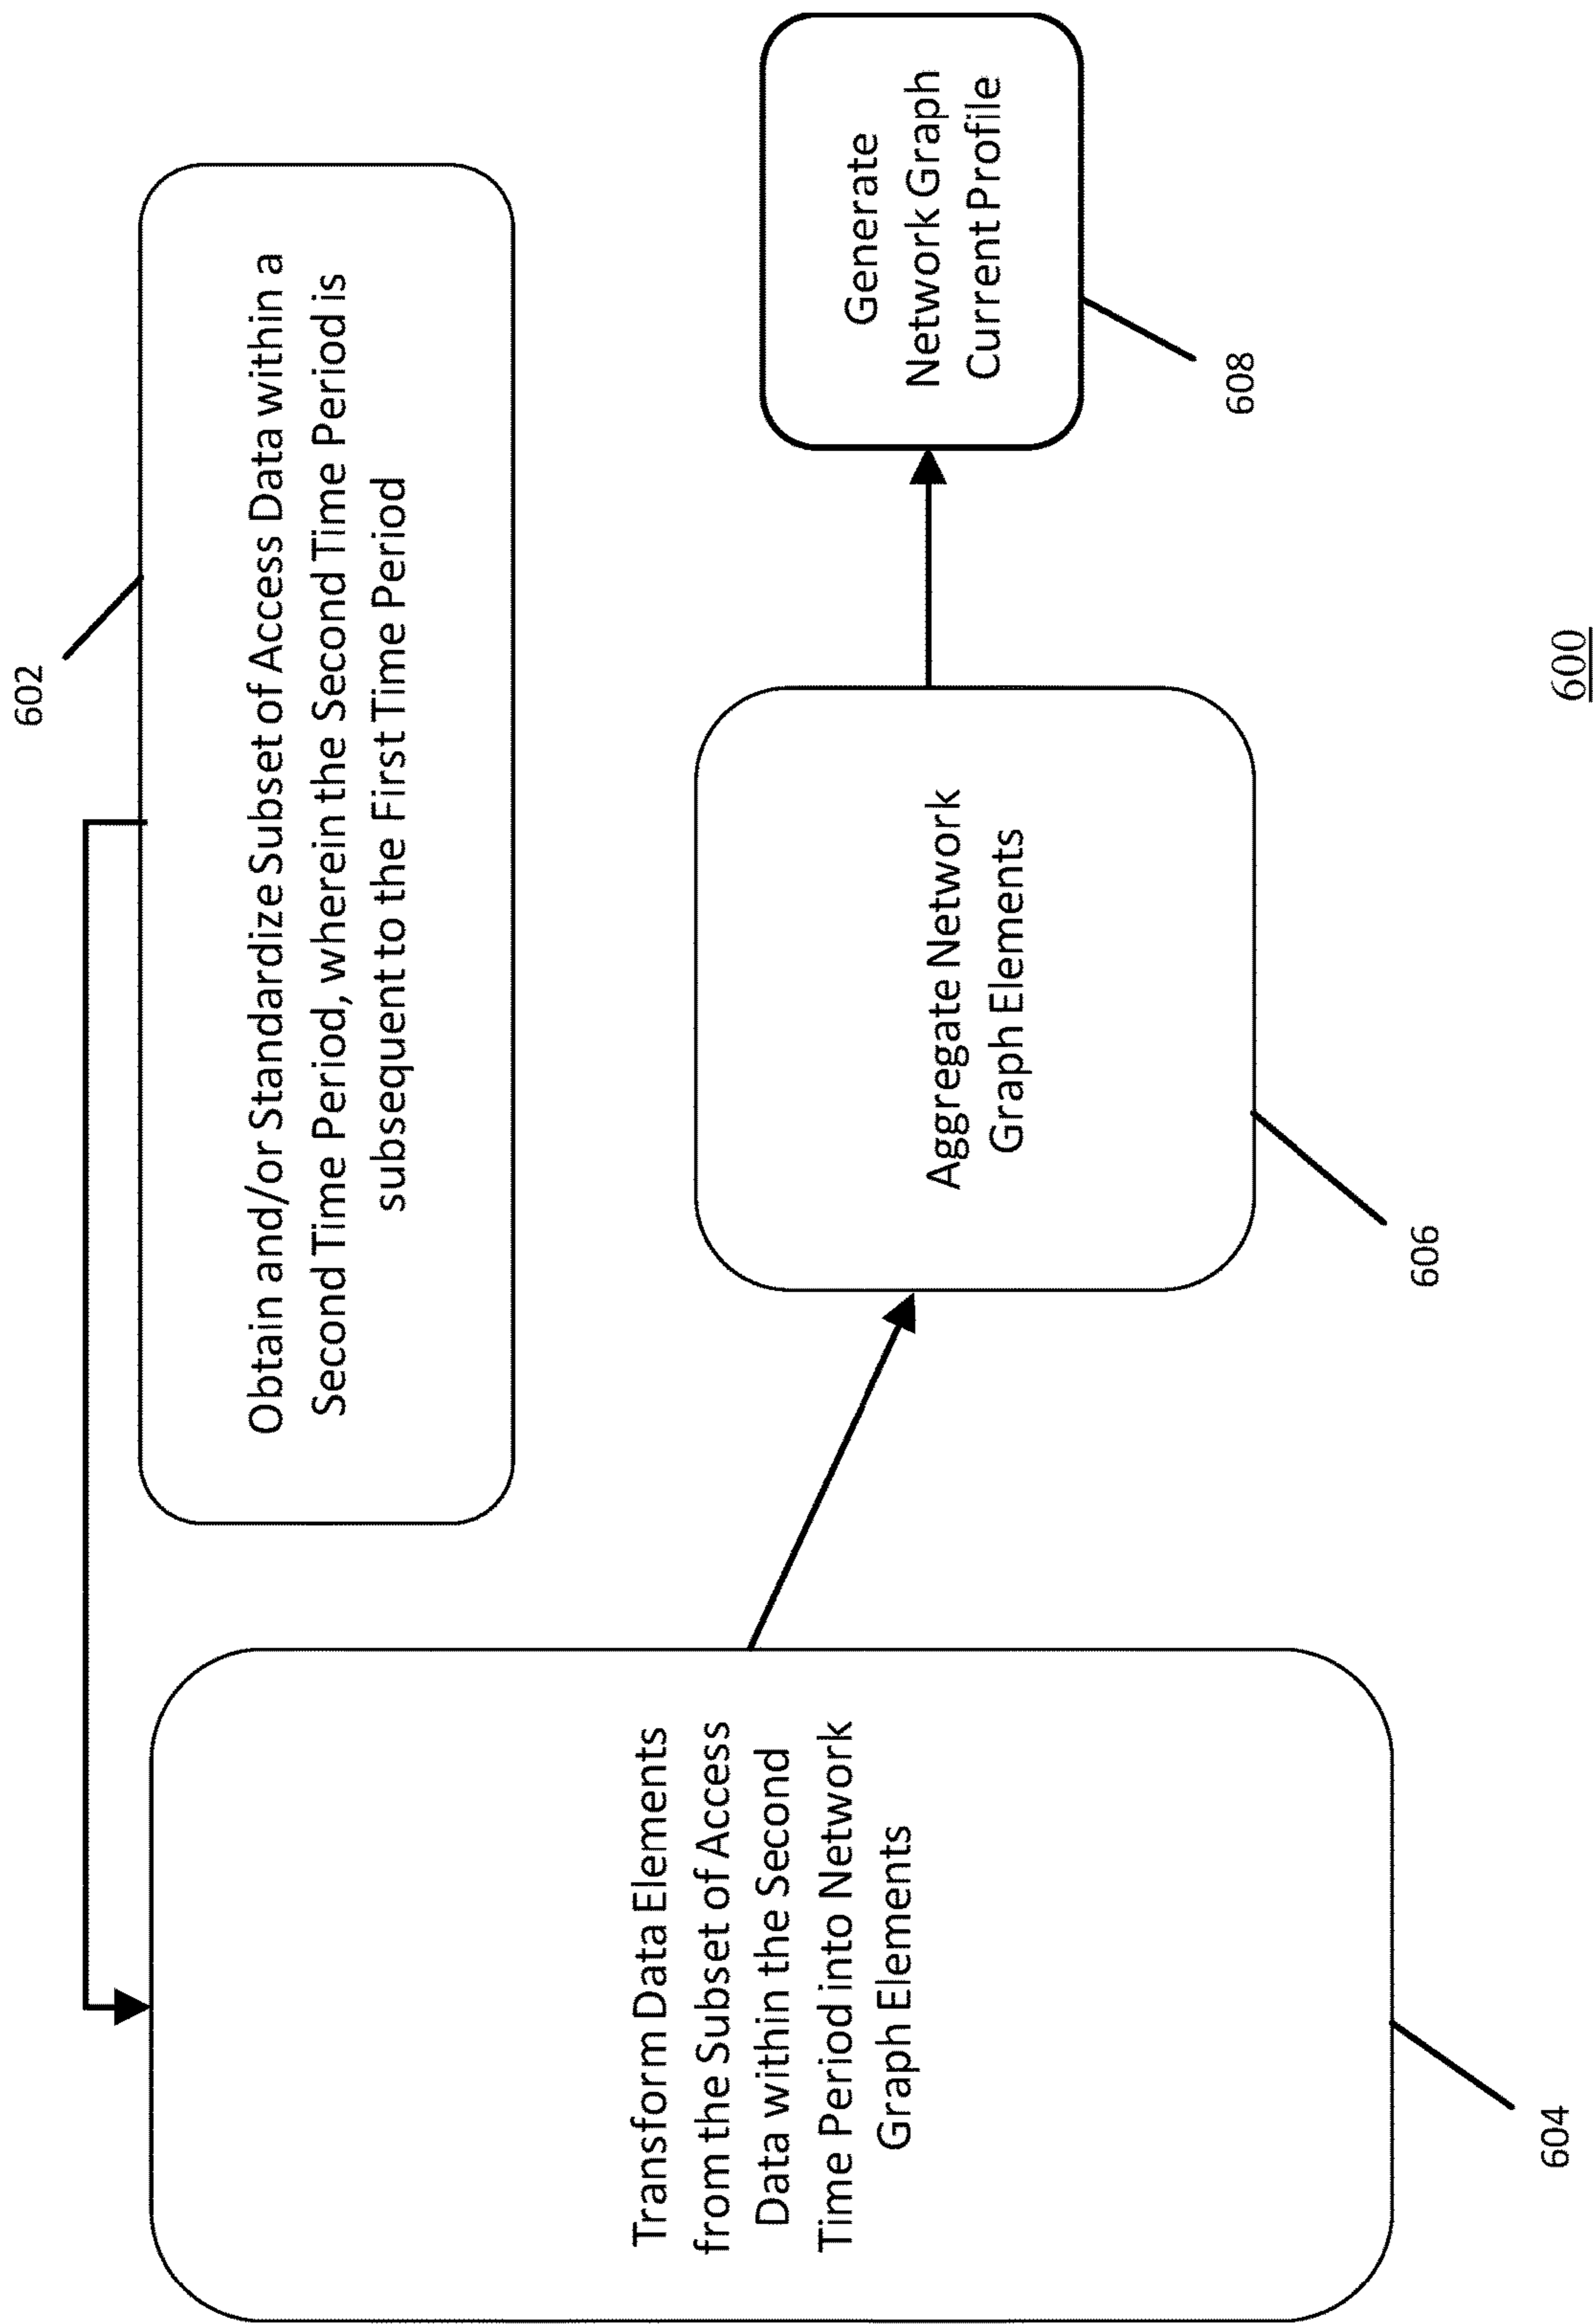 602
Obtain and/or Standardize Subset of Access Data within a
Second Time Period, wherein the Second Time Period is
subsequent to the First Time Period
Transform Data Elements
from the Subset of Access
Data within the Second
Time Period into Network
Graph Elements
604
Aggregate Network
Graph Elements
606
Generate
Network Graph
Current Profile
608
600